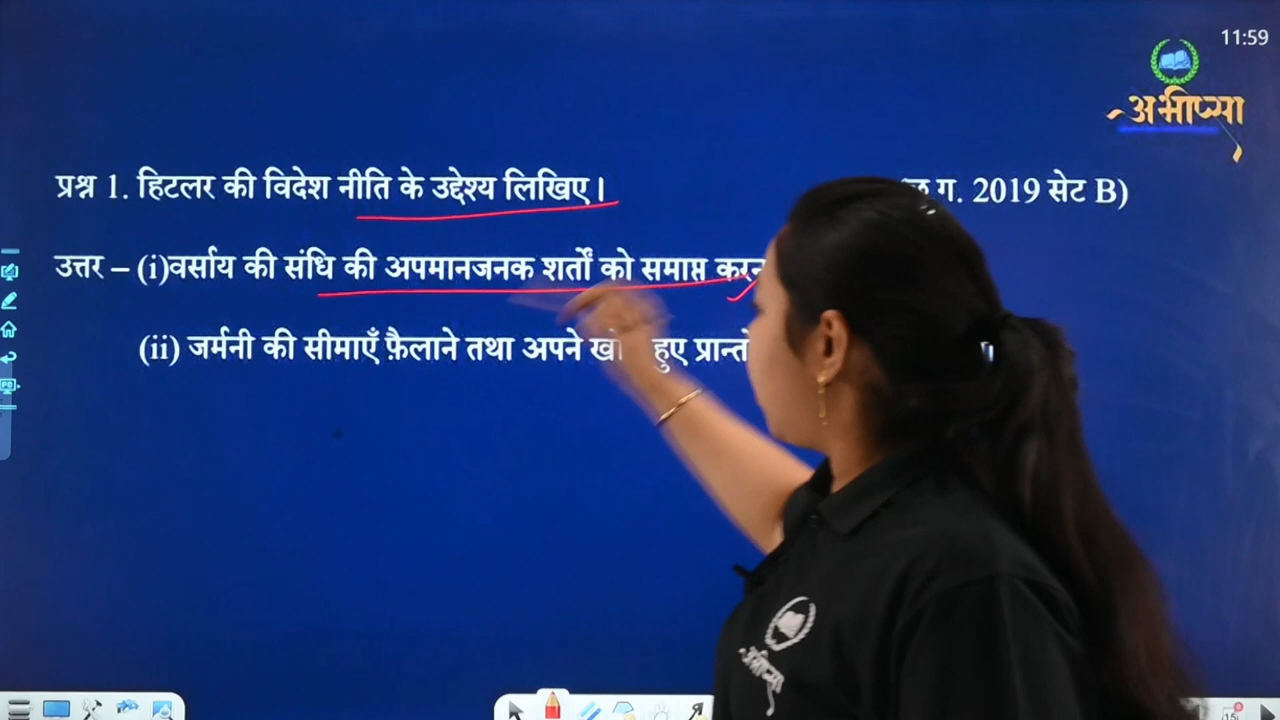 11:59
अभीप्सा
प्रश्न 1. हिटलर की विदेश नीति के उद्देश्य लिखिए।
ग. 2019 सेट B)
उत्तर – (i)वर्साय की संधि की अपमानजनक शर्तों को समाप्त
(ii) जर्मनी की सीमाएँ फ़ैलाने तथा अपने हुए
अभीप्सा